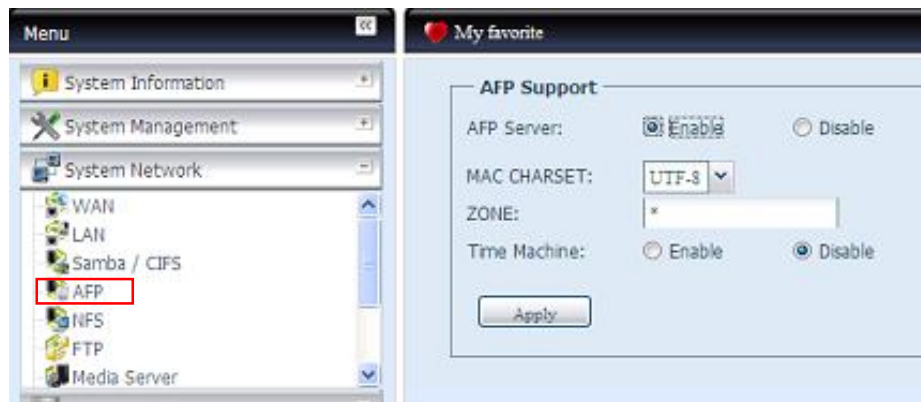 Menu
System Information
System Management
System Network
WAN
LAN
Samba / CIFS
AFP
NFS
FTP
Media Server
My favorite
AFP Support
AFP Server: Enable Disable
MAC CHARSET: UTF-8
ZONE: *
Time Machine: Enable Disable
Apply